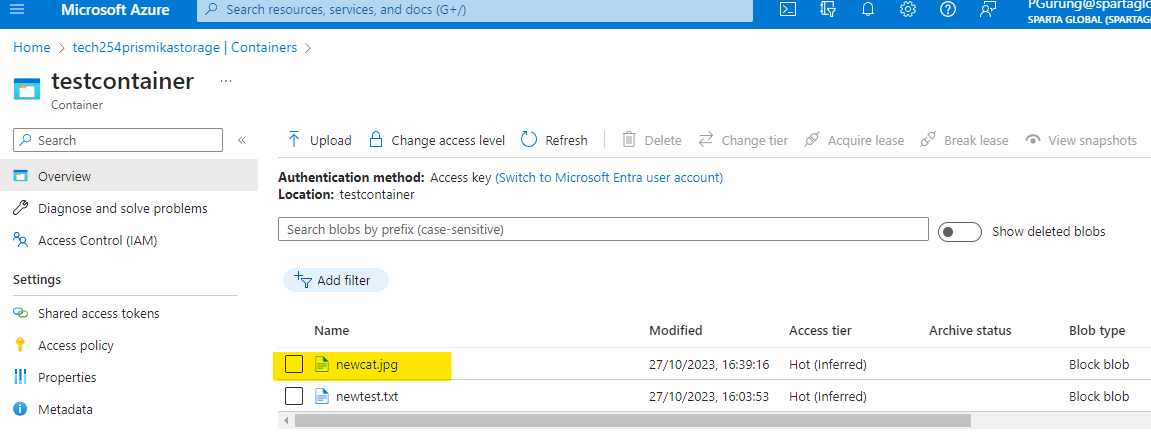 Microsoft Azure
Search resources, services, and docs (G+/)
PGurung@spartaglo
SPARTA GLOBAL (SPARTAG
Home > tech254prismikastorage | Containers >
testcontainer ...
Container
Search «
Upload Change access level Refresh Delete Change tier Acquire lease Break lease View snapshots
Overview
Diagnose and solve problems
Access Control (IAM)
Settings
Shared access tokens
Access policy
Properties
Metadata
Authentication method: Access key (Switch to Microsoft Entra user account)
Location: testcontainer
Search blobs by prefix (case-sensitive) Show deleted blobs
Add filter
Name Modified Access tier Archive status Blob type
newcat.jpg 27/10/2023, 16:39:16 Hot (Inferred) Block blob
newtest.txt 27/10/2023, 16:03:53 Hot (Inferred) Block blob